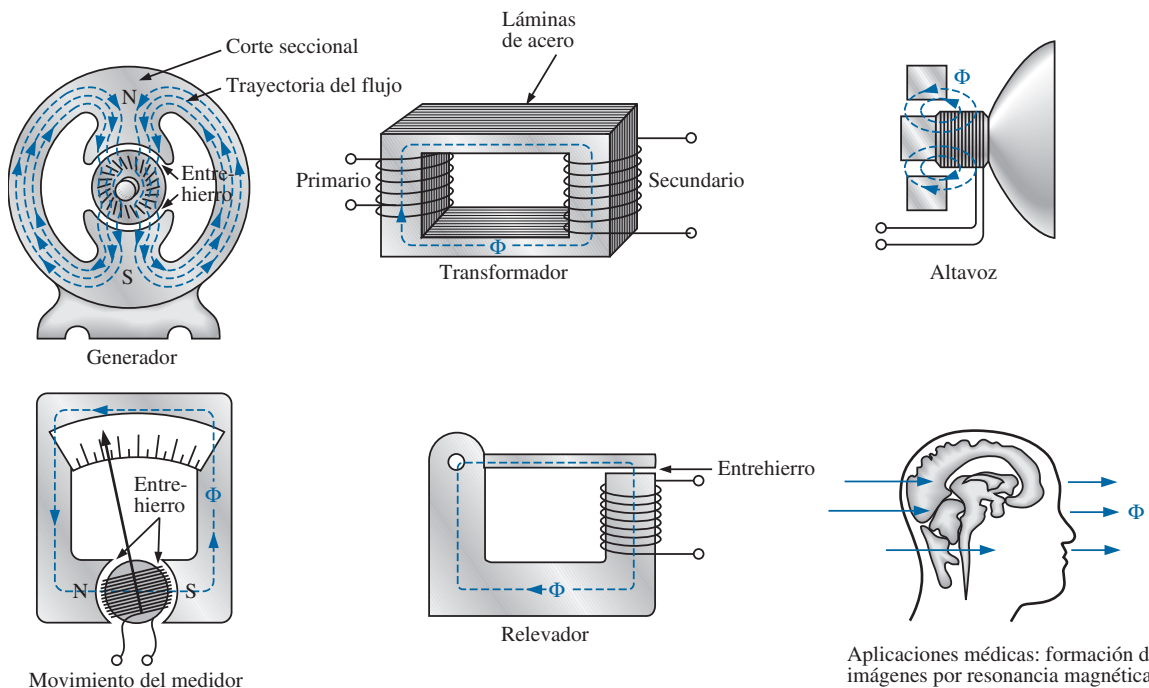 Corte seccional
Trayectoria del flujo
N
Entre-
hierro
S
Generador
Láminas
de acero
Primario
Secundario
Φ
Transformador
Φ
Altavoz
Entre-
hierro
Φ
N
S
Movimiento del medidor
Entrehierro
Φ
Relevador
Φ
Aplicaciones médicas: formación d
imágenes por resonancia magnética